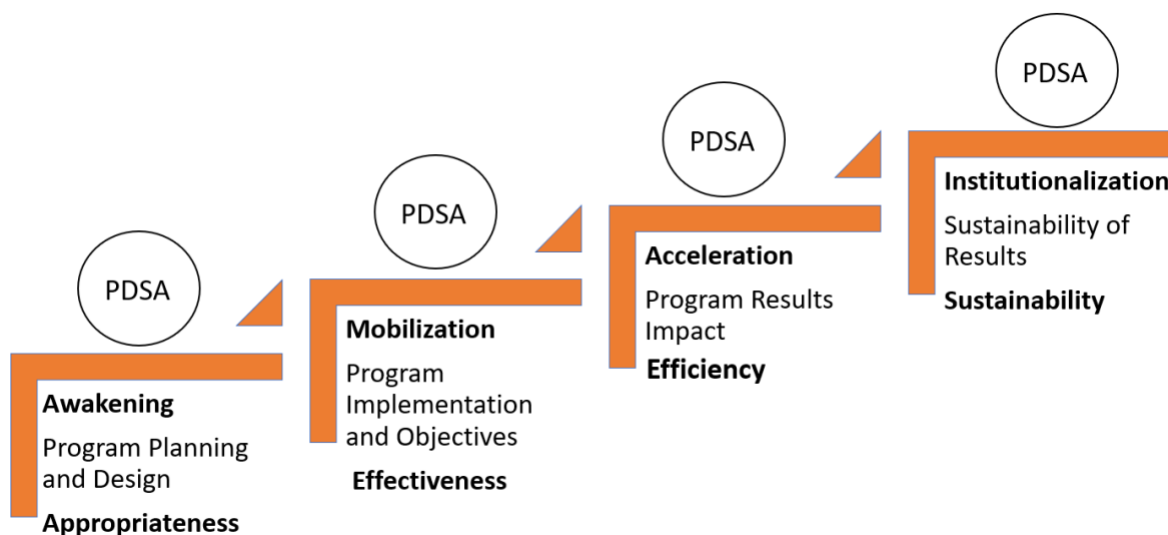 PDSA
Awakening
Program Planning
and Design
Appropriateness
PDSA
Mobilization
Program
Implementation
and Objectives
Effectiveness
PDSA
Acceleration
Program Results
Impact
Efficiency
PDSA
Institutionalization
Sustainability of
Results
Sustainability